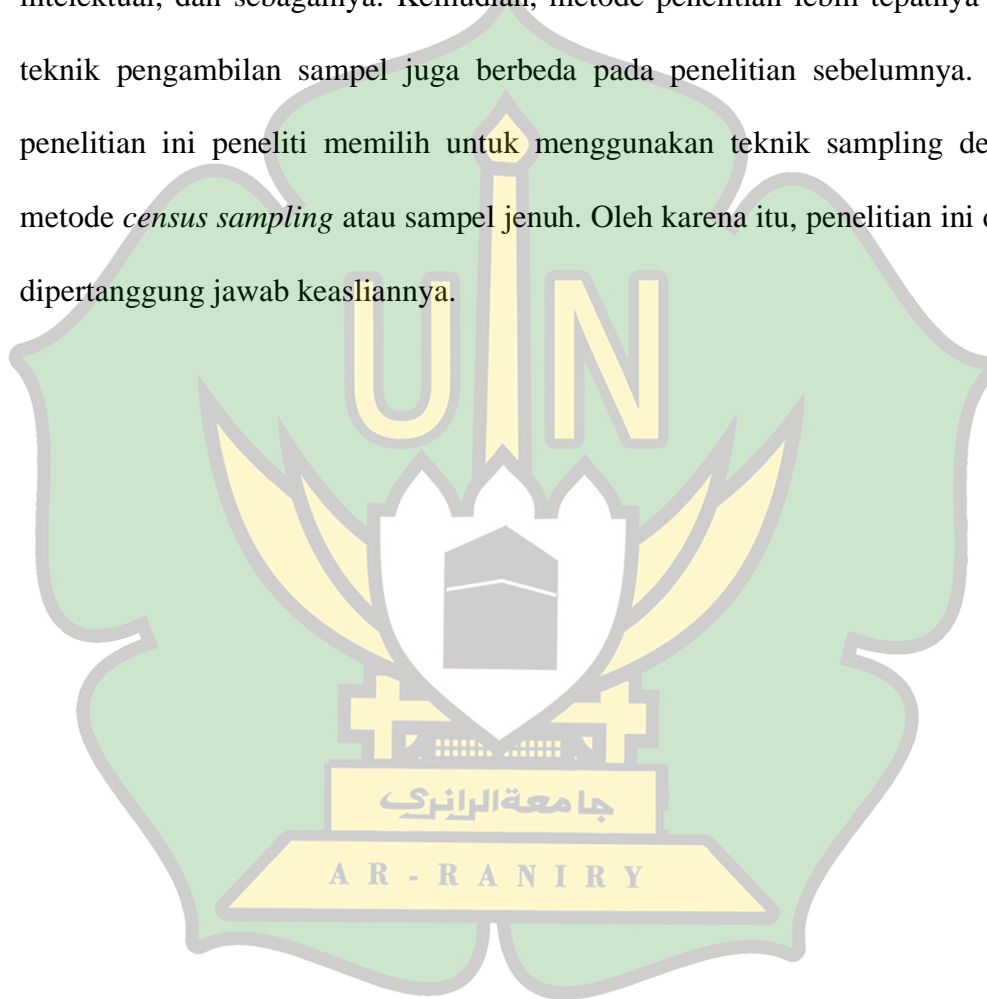 intelektual, dan sebagainya. Kemudian, metode penelitian lebih tepatnya
teknik pengambilan sampel juga berbeda pada penelitian sebelumnya.
penelitian ini peneliti memilih untuk menggunakan teknik sampling de
metode census sampling atau sampel jenuh. Oleh karena itu, penelitian ini
dipertanggung jawab keasliannya.
UIN
جامعةالرانري
AR-RANIRY